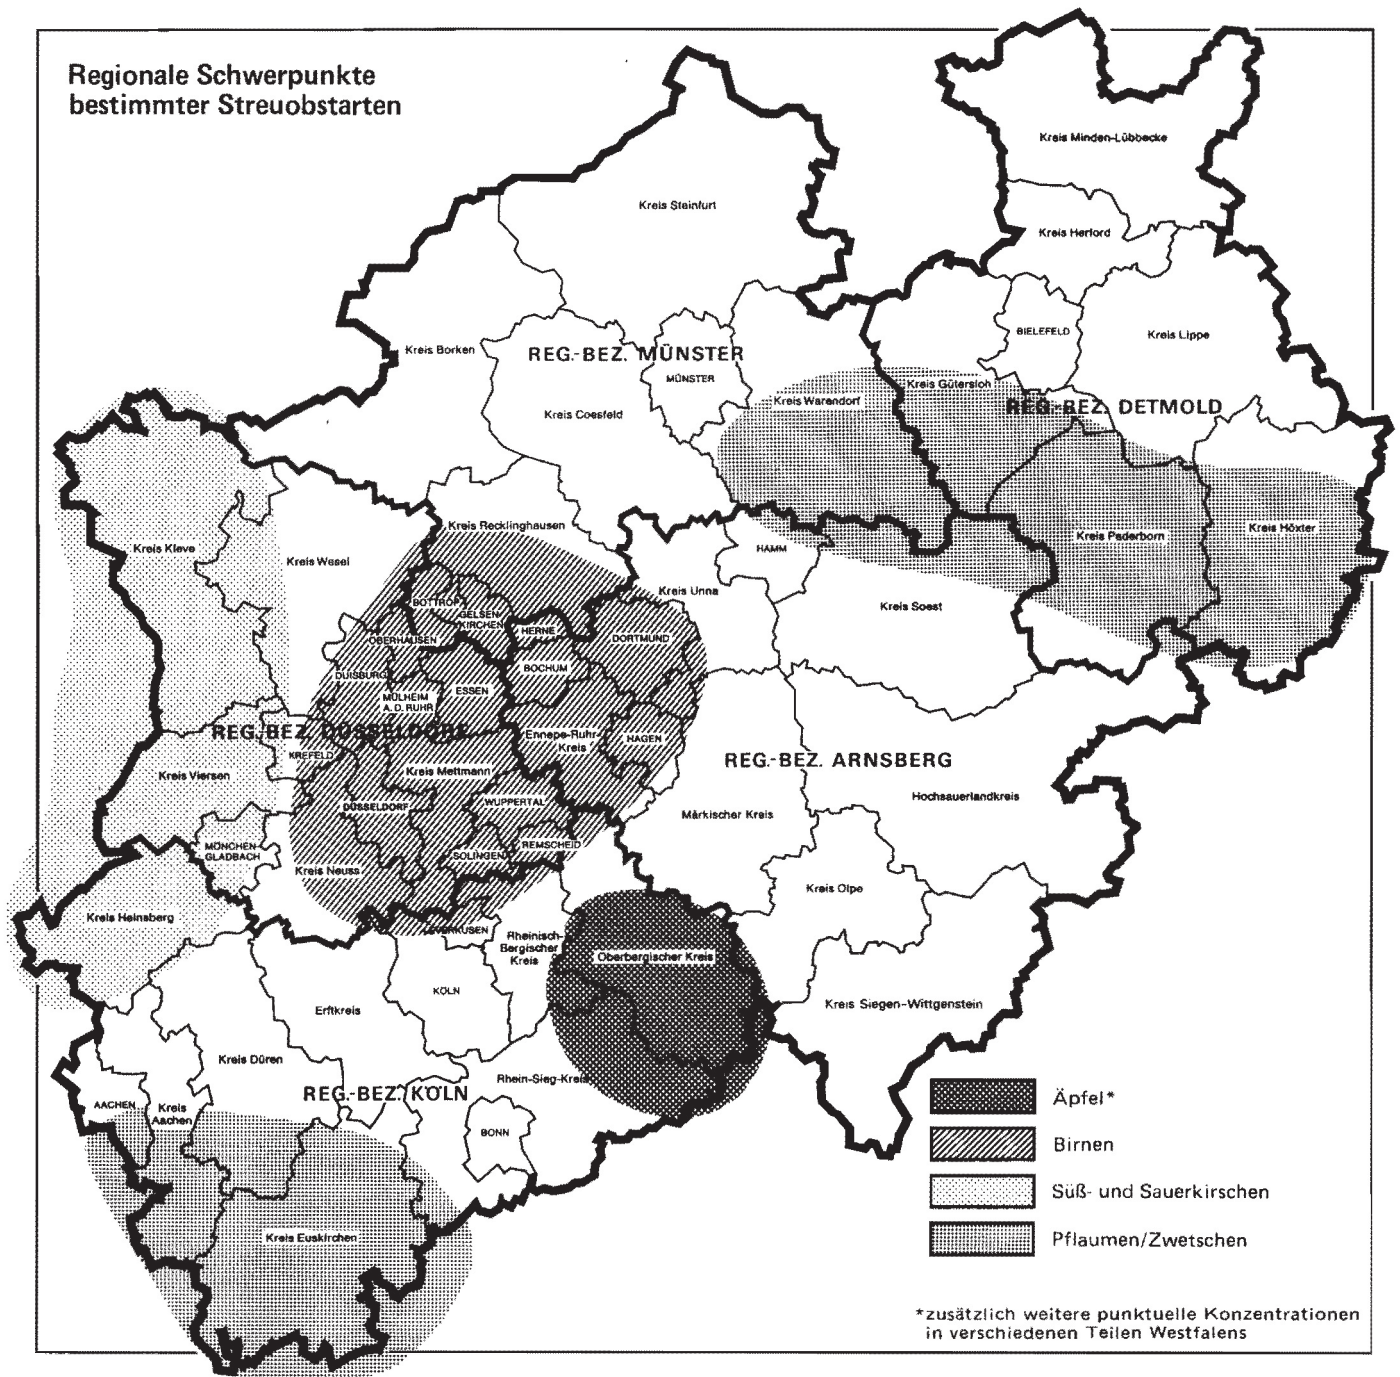 Regionale Schwerpunkte
bestimmter Streuobstarten
Kreis Minden-Lübbecke
Kreis Steinfurt
Kreis Herford
BIELEFELD
Kreis Lippe
Kreis Borken
REG.-BEZ. MÜNSTER
MÜNSTER
Kreis Gütersloh
Kreis Warendorf
REG.-BEZ. DETMOLD
Kreis Coesfeld
Kreis Recklinghausen
Kreis Höxter
Kreis Paderborn
Kreis Kleve
HAMM
Kreis Wesel
Kreis Unna
Kreis Soest
BOTTROP
GELSEN
KIRCHEN
HERNE
OBERHAUSEN
DORTMUND
BOCHUM
DUISBURG
ESSEN
MÜLHEIM
A. D. RUHR
REG.-BEZ. DÜSSELDORF
Ennepe-Ruhr-
Kreis
HAGEN
KREFELD
REG.-BEZ. ARNSBERG
Kreis Viersen
Kreis Mettmann
Hochsauerlandkreis
WUPPERTAL
DÜSSELDORF
Märkischer Kreis
MÖNCHEN-
GLADBACH
REMSCHEID
SOLINGEN
Kreis Neuss
Kreis Olpe
Kreis Heinsberg
LEVERKUSEN
Rheinisch-
Bergischer
Kreis
Oberbergischer Kreis
KÖLN
Kreis Siegen-Wittgenstein
Erftkreis
Kreis Düren
Rhein-Sieg-Kreis
REG.-BEZ. KÖLN
AACHEN
Kreis
Aachen
BONN
Kreis Euskirchen
Äpfel*
Birnen
Süß- und Sauerkirschen
Pflaumen/Zwetschen
*zusätzlich weitere punktuelle Konzentrationen
in verschiedenen Teilen Westfalens